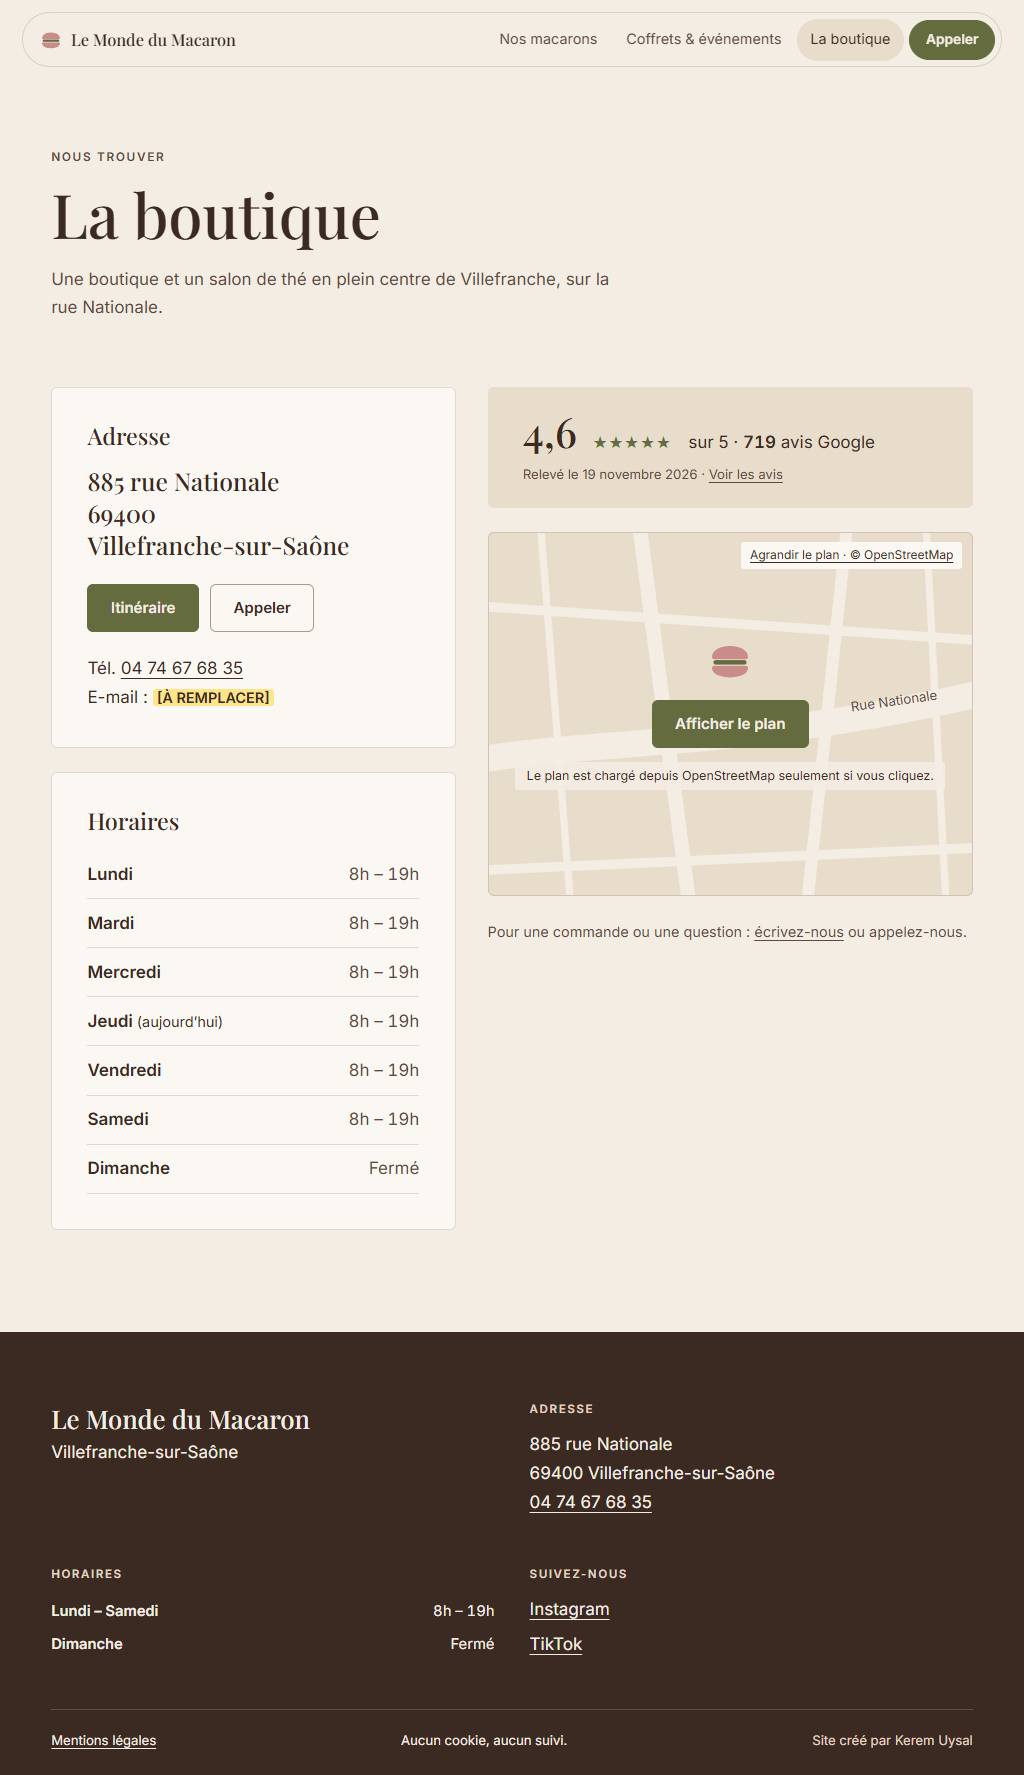 Le Monde du Macaron
Nos macarons
Coffrets & événements
La boutique
Appeler
NOUS TROUVER
La boutique
Une boutique et un salon de thé en plein centre de Villefranche, sur la
rue Nationale.
Adresse
885 rue Nationale
69400
Villefranche-sur-Saône
Itinéraire
Appeler
Tél. 04 74 67 68 35
E-mail : [À REMPLACER]
Horaires
Lundi 8h – 19h
Mardi 8h – 19h
Mercredi 8h – 19h
Jeudi (aujourd’hui) 8h – 19h
Vendredi 8h – 19h
Samedi 8h – 19h
Dimanche Fermé
4,6 ★★★★★ sur 5 · 719 avis Google
Relevé le 19 novembre 2026 · Voir les avis
Agrandir le plan · © OpenStreetMap
Rue Nationale
Afficher le plan
Le plan est chargé depuis OpenStreetMap seulement si vous cliquez.
Pour une commande ou une question : écrivez-nous ou appelez-nous.
Le Monde du Macaron
Villefranche-sur-Saône
ADRESSE
885 rue Nationale
69400 Villefranche-sur-Saône
04 74 67 68 35
HORAIRES
Lundi – Samedi 8h – 19h
Dimanche Fermé
SUIVEZ-NOUS
Instagram
TikTok
Mentions légales
Aucun cookie, aucun suivi.
Site créé par Kerem Uysal